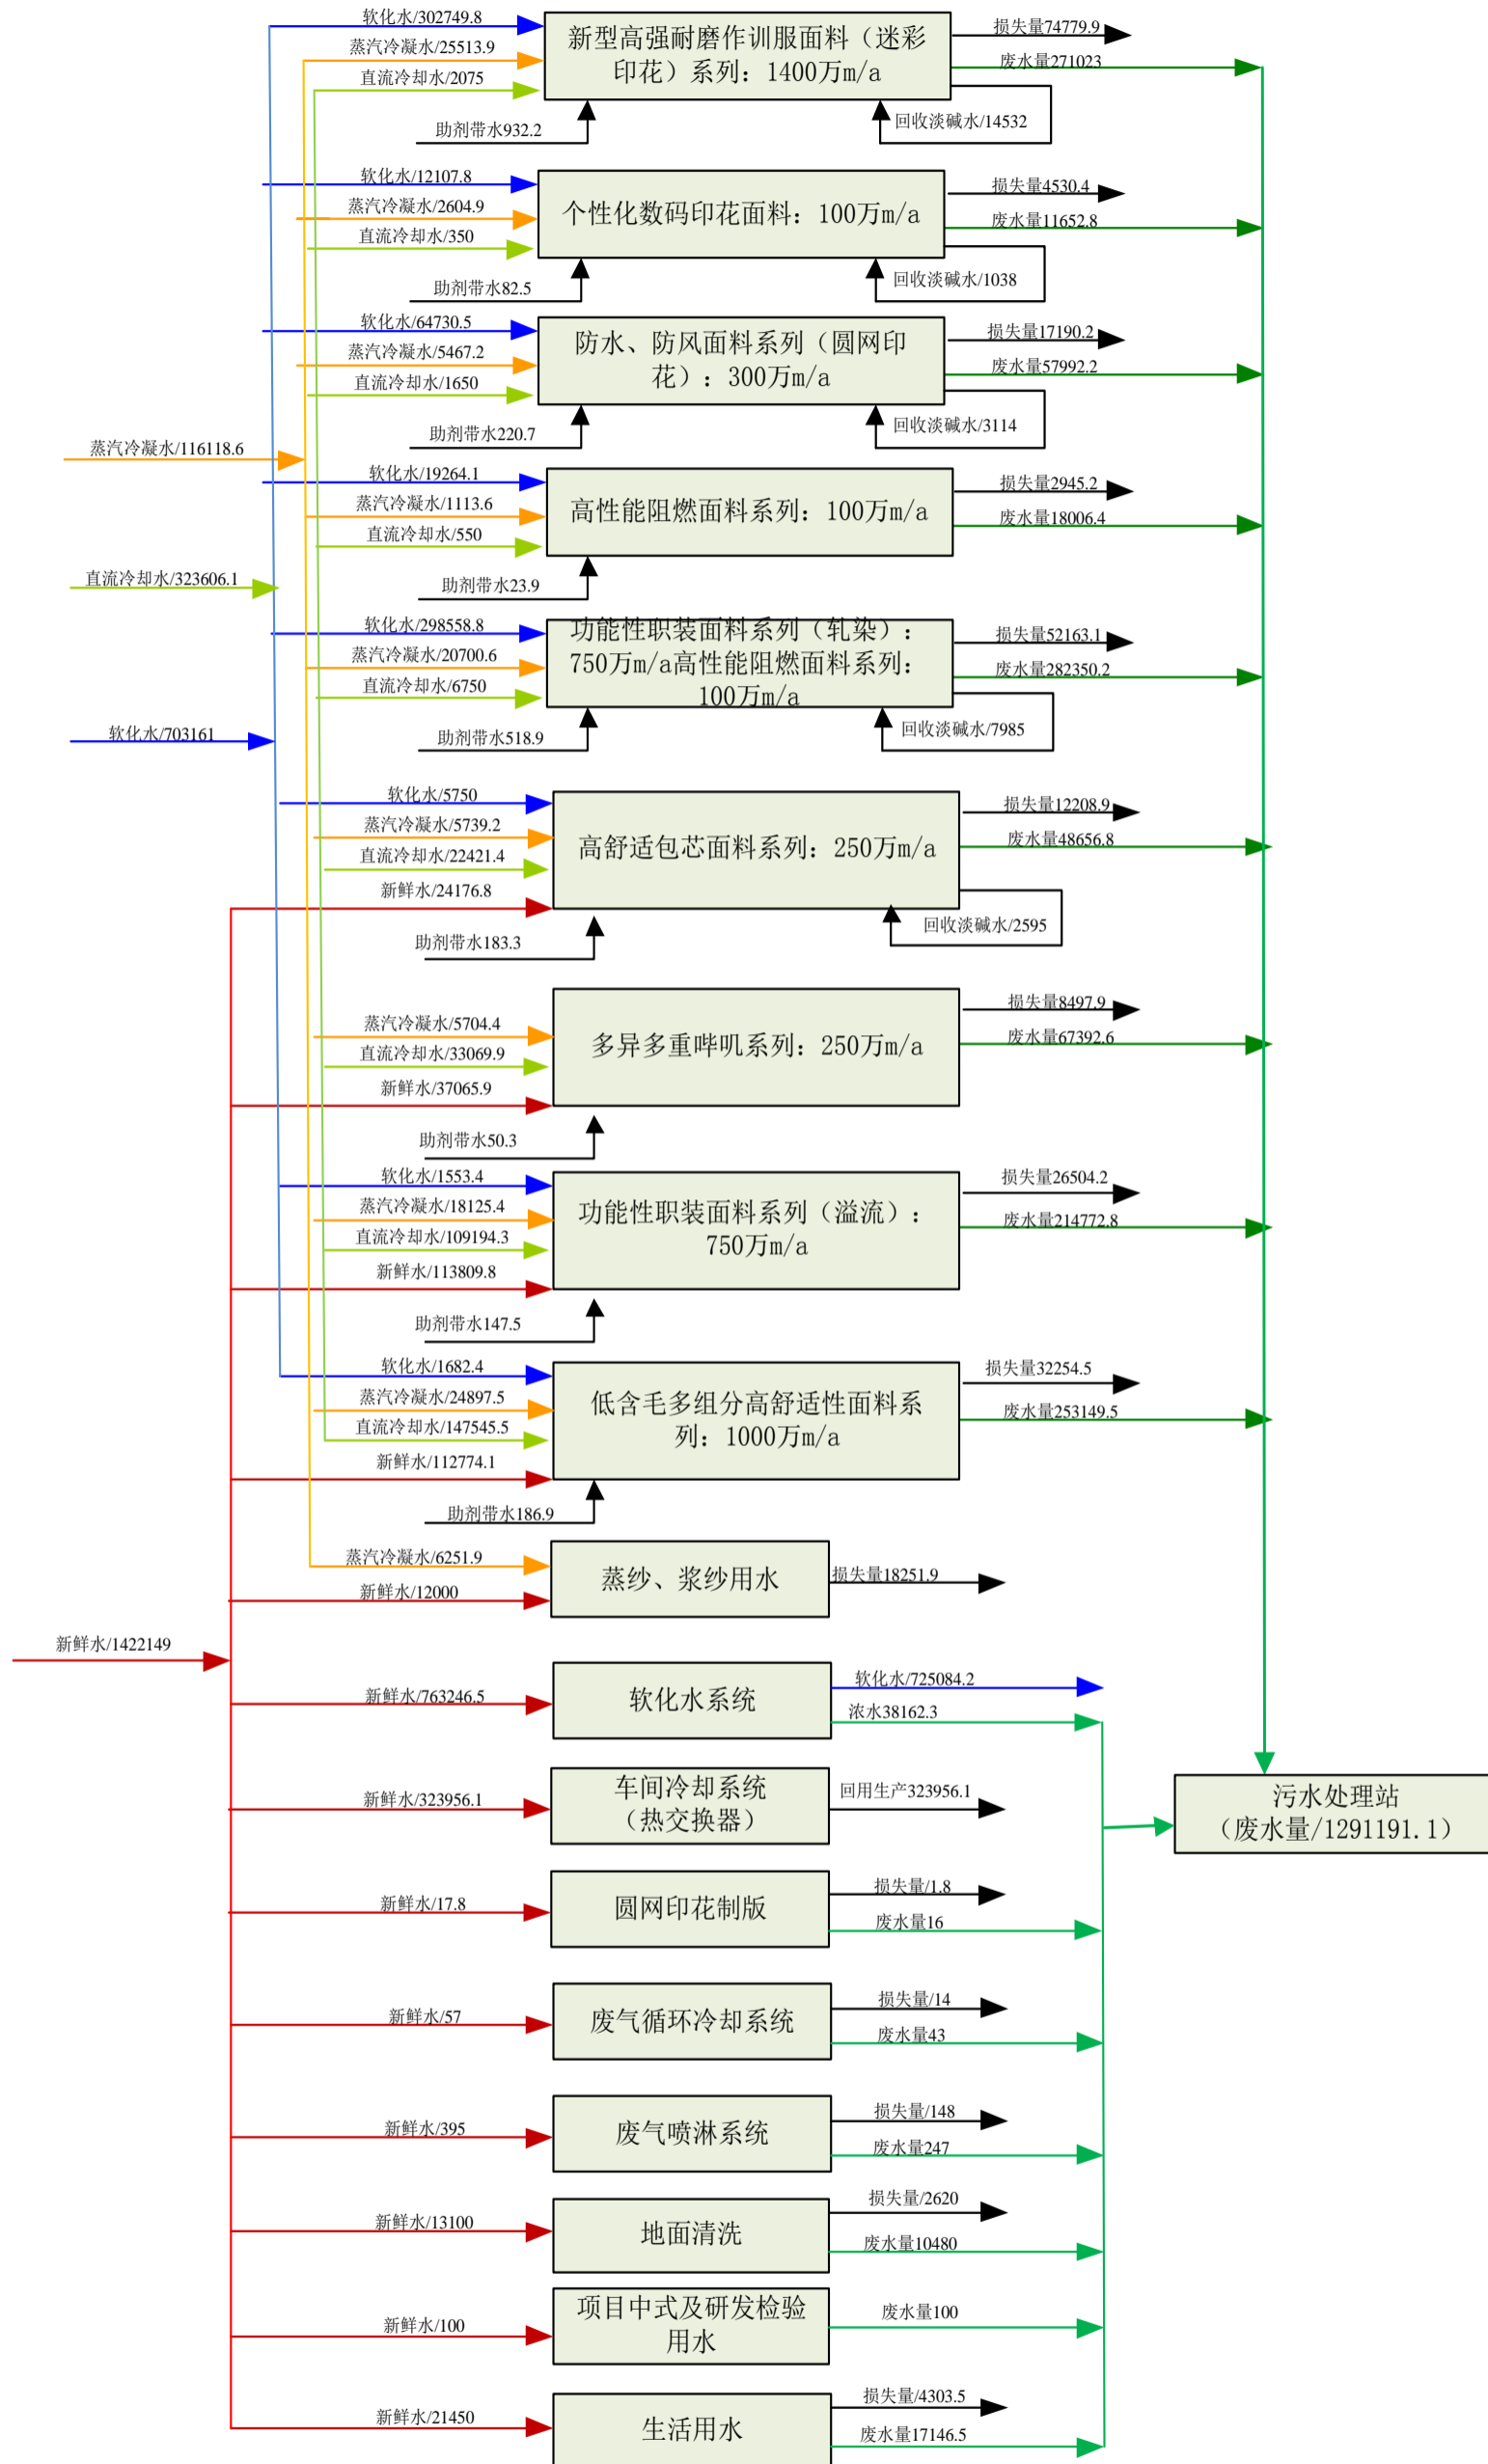 软化水/302749.8
蒸汽冷凝水/25513.9
直流冷却水/2075
助剂带水932.2
新型高强耐磨作训服面料（迷彩
印花）系列：1400万m/a
损失量74779.9
废水量271023
回收淡碱水/14532
软化水/12107.8
蒸汽冷凝水/2604.9
直流冷却水/350
助剂带水82.5
个性化数码印花面料：100万m/a
损失量4530.4
废水量11652.8
回收淡碱水/1038
软化水/64730.5
蒸汽冷凝水/5467.2
直流冷却水/1650
助剂带水220.7
防水、防风面料系列（圆网印
花）：300万m/a
损失量17190.2
废水量57992.2
回收淡碱水/3114
蒸汽冷凝水/116118.6
软化水/19264.1
蒸汽冷凝水/1113.6
直流冷却水/550
助剂带水23.9
高性能阻燃面料系列：100万m/a
损失量2945.2
废水量18006.4
直流冷却水/323606.1
软化水/298558.8
蒸汽冷凝水/20700.6
直流冷却水/6750
助剂带水518.9
功能性职装面料系列（轧染）：
750万m/a高性能阻燃面料系列：
100万m/a
损失量52163.1
废水量282350.2
回收淡碱水/7985
软化水/703161
软化水/5750
蒸汽冷凝水/5739.2
直流冷却水/22421.4
新鲜水/24176.8
助剂带水183.3
高舒适包芯面料系列：250万m/a
损失量12208.9
废水量48656.8
回收淡碱水/2595
蒸汽冷凝水/5704.4
直流冷却水/33069.9
新鲜水/37065.9
助剂带水50.3
多异多重哔叽系列：250万m/a
损失量8497.9
废水量67392.6
软化水/1553.4
蒸汽冷凝水/18125.4
直流冷却水/109194.3
新鲜水/113809.8
助剂带水147.5
功能性职装面料系列（溢流）：
750万m/a
损失量26504.2
废水量214772.8
软化水/1682.4
蒸汽冷凝水/24897.5
直流冷却水/147545.5
新鲜水/112774.1
助剂带水186.9
低含毛多组分高舒适性面料系
列：1000万m/a
损失量32254.5
废水量253149.5
蒸汽冷凝水/6251.9
新鲜水/12000
蒸纱、浆纱用水
损失量18251.9
新鲜水/1422149
新鲜水/763246.5
软化水系统
软化水/725084.2
浓水38162.3
新鲜水/323956.1
车间冷却系统
（热交换器）
回用生产323956.1
污水处理站
（废水量/1291191.1）
新鲜水/17.8
圆网印花制版
损失量/1.8
废水量16
新鲜水/57
废气循环冷却系统
损失量/14
废水量43
新鲜水/395
废气喷淋系统
损失量/148
废水量247
新鲜水/13100
地面清洗
损失量/2620
废水量10480
新鲜水/100
项目中式及研发检验
用水
废水量100
新鲜水/21450
生活用水
损失量/4303.5
废水量17146.5